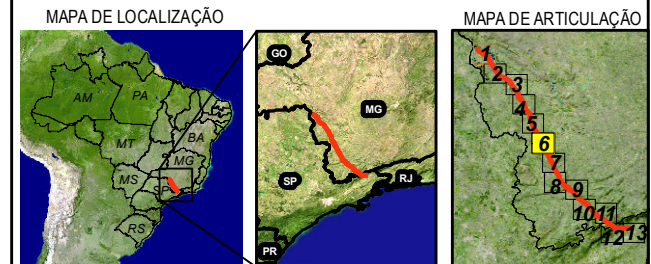 MAPA DE LOCALIZAÇÃO
AM
PA
MT
BA
MG
MS
SP
RS
GO
MG
SP
RJ
PR
MAPA DE ARTICULAÇÃO
1
2
3
4
5
6
7
8
9
10
11
12
13